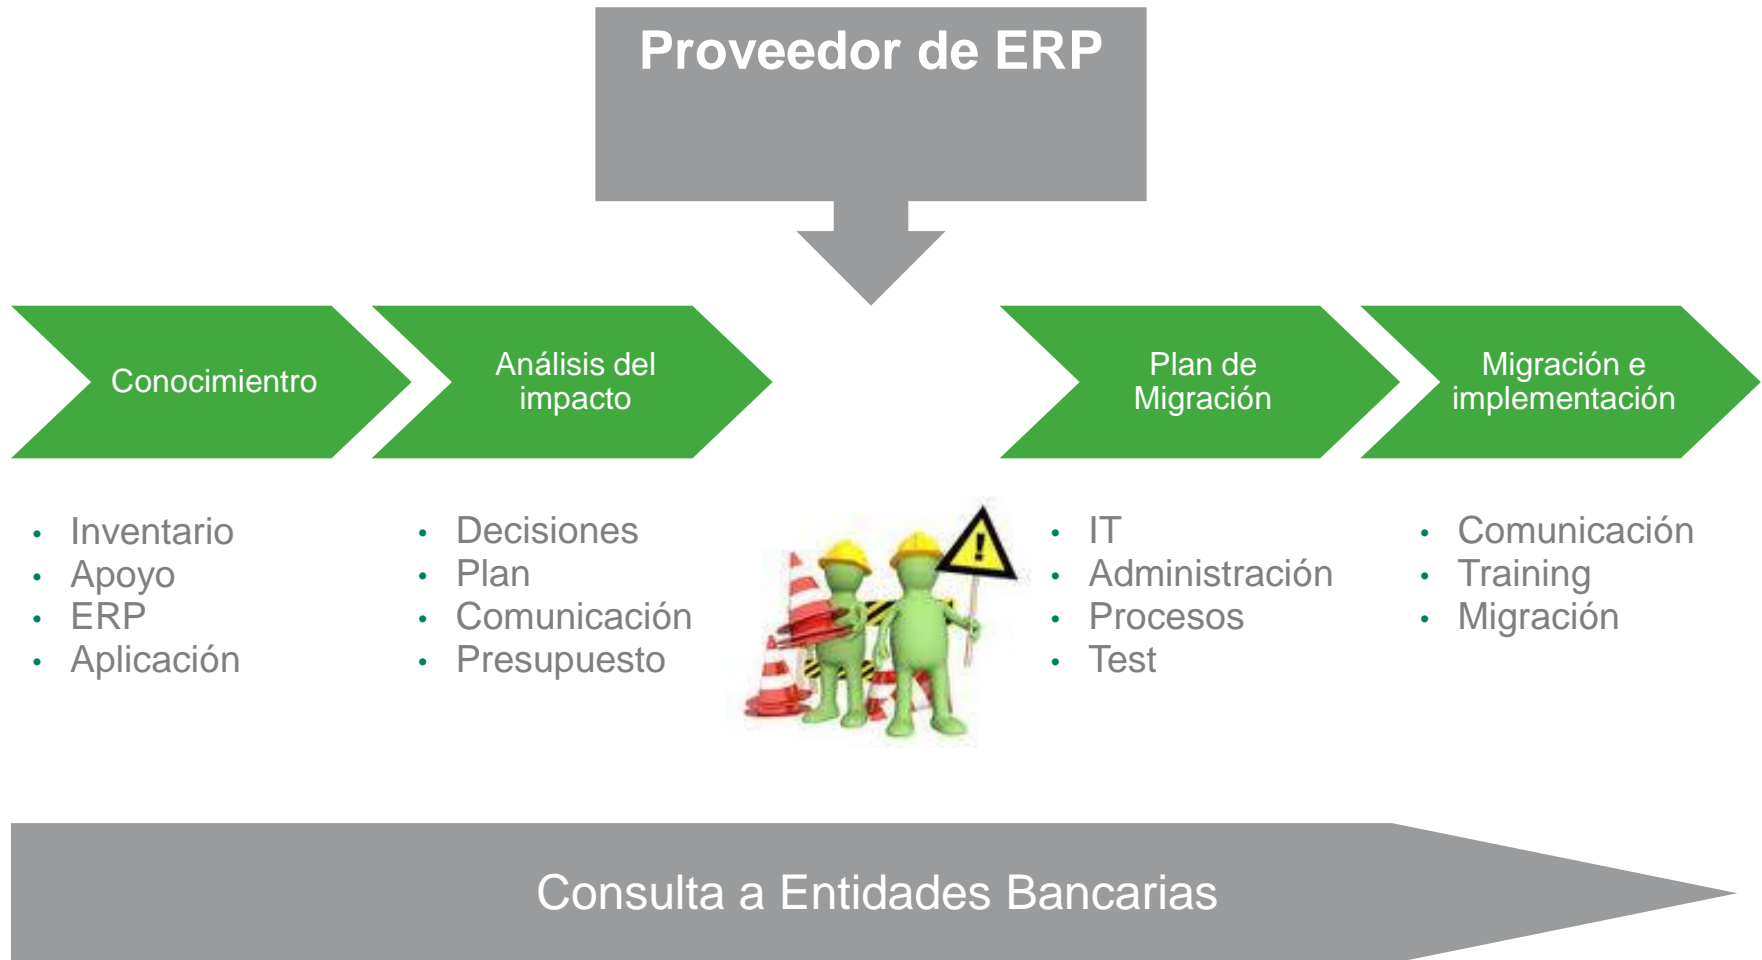 Proveedor de ERP
Conocimientro
Análisis del
impacto
Plan de
Migración
Migración e
implementación
• Inventario
• Apoyo
• ERP
• Aplicación
• Decisiones
• Plan
• Comunicación
• Presupuesto
!
• IT
• Administración
• Procesos
• Test
• Comunicación
• Training
• Migración
Consulta a Entidades Bancarias